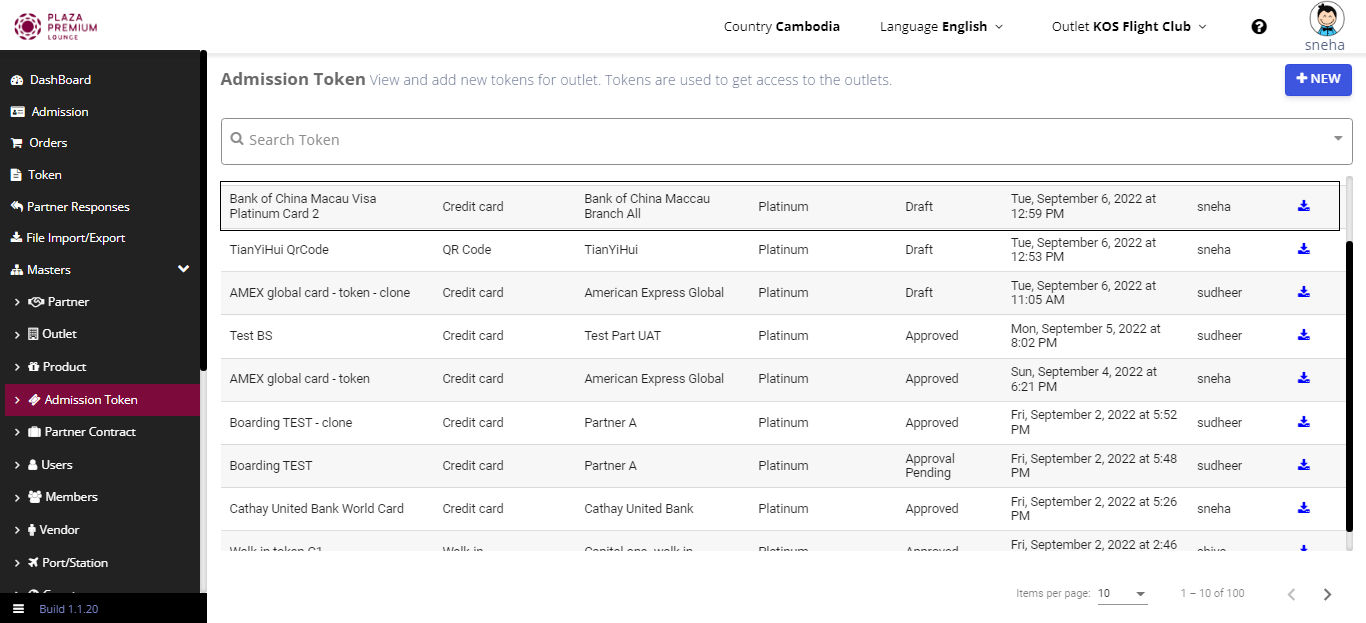 PLAZA
PREMIUM
LOUNGE
Country Cambodia
Language English
Outlet KOS Flight Club
sneha
DashBoard
Admission
Orders
Token
Partner Responses
File Import/Export
Masters
Partner
Outlet
Product
Admission Token
Partner Contract
Users
Members
Vendor
Port/Station
Build 1.1.20
Admission Token View and add new tokens for outlet. Tokens are used to get access to the outlets.
+ NEW
Search Token
Bank of China Macau Visa
Platinum Card 2
Credit card
Bank of China Maccau
Branch All
Platinum
Draft
Tue, September 6, 2022 at
12:59 PM
sneha
TianYiHui QrCode
QR Code
TianYiHui
Platinum
Draft
Tue, September 6, 2022 at
12:53 PM
sneha
AMEX global card - token - clone
Credit card
American Express Global
Platinum
Draft
Tue, September 6, 2022 at
11:05 AM
sudheer
Test BS
Credit card
Test Part UAT
Platinum
Approved
Mon, September 5, 2022 at
8:02 PM
sudheer
AMEX global card - token
Credit card
American Express Global
Platinum
Approved
Sun, September 4, 2022 at
6:21 PM
sneha
Boarding TEST - clone
Credit card
Partner A
Platinum
Approved
Fri, September 2, 2022 at 5:52
PM
sudheer
Boarding TEST
Credit card
Partner A
Platinum
Approval
Pending
Fri, September 2, 2022 at 5:48
PM
sudheer
Cathay United Bank World Card
Credit card
Cathay United Bank
Platinum
Approved
Fri, September 2, 2022 at 5:26
PM
sneha
Walk in token C1
Walk-in
Platinum
Approved
Fri, September 2, 2022 at 2:46
Items per page: 10
1 – 10 of 100